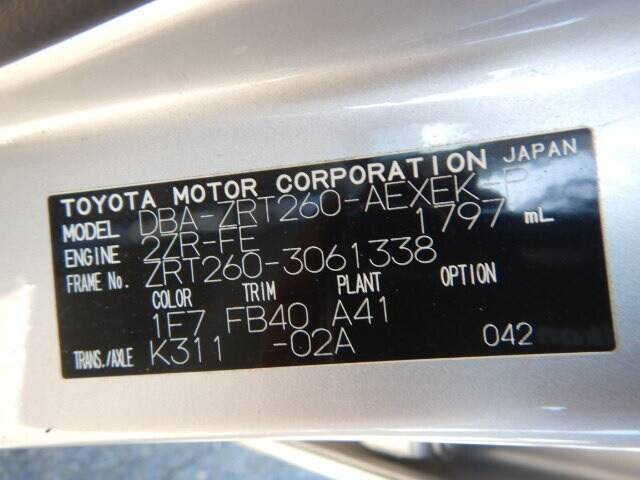 TOYOTA MOTOR CORPORATION JAPAN
MODEL DBA-ZRT260-AEXEK-P
ENGINE 2ZR-FE 1797 mL
FRAME No. ZRT260-3061338
COLOR TRIM PLANT OPTION
1E7 FB40 A41
TRANS./AXLE K311 -02A 042